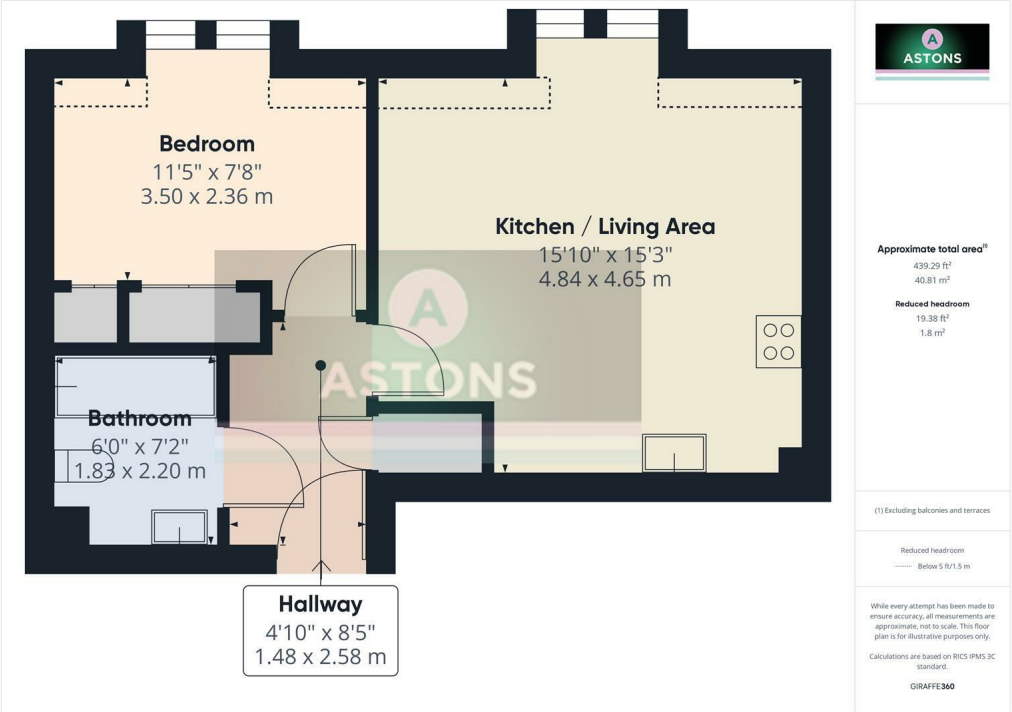 Bedroom
11'5" x 7'8"
3.50 x 2.36 m
Kitchen / Living Area
15'10" x 15'3"
4.84 x 4.65 m
A
ASTONS
Bathroom
6'0" x 7'2"
1.83 x 2.20 m
Hallway
4'10" x 8'5"
1.48 x 2.58 m
A
ASTONS
Approximate total area(1)
439.29 ft²
40.81 m²
Reduced headroom
19.38 ft²
1.8 m²
(1) Excluding balconies and terraces
Reduced headroom
Below 5 ft/1.5 m
While every attempt has been made to
ensure accuracy, all measurements are
approximate, not to scale. This floor
plan is for illustrative purposes only.
Calculations are based on RICS IPMS 3C
standard.
GIRAFFE360